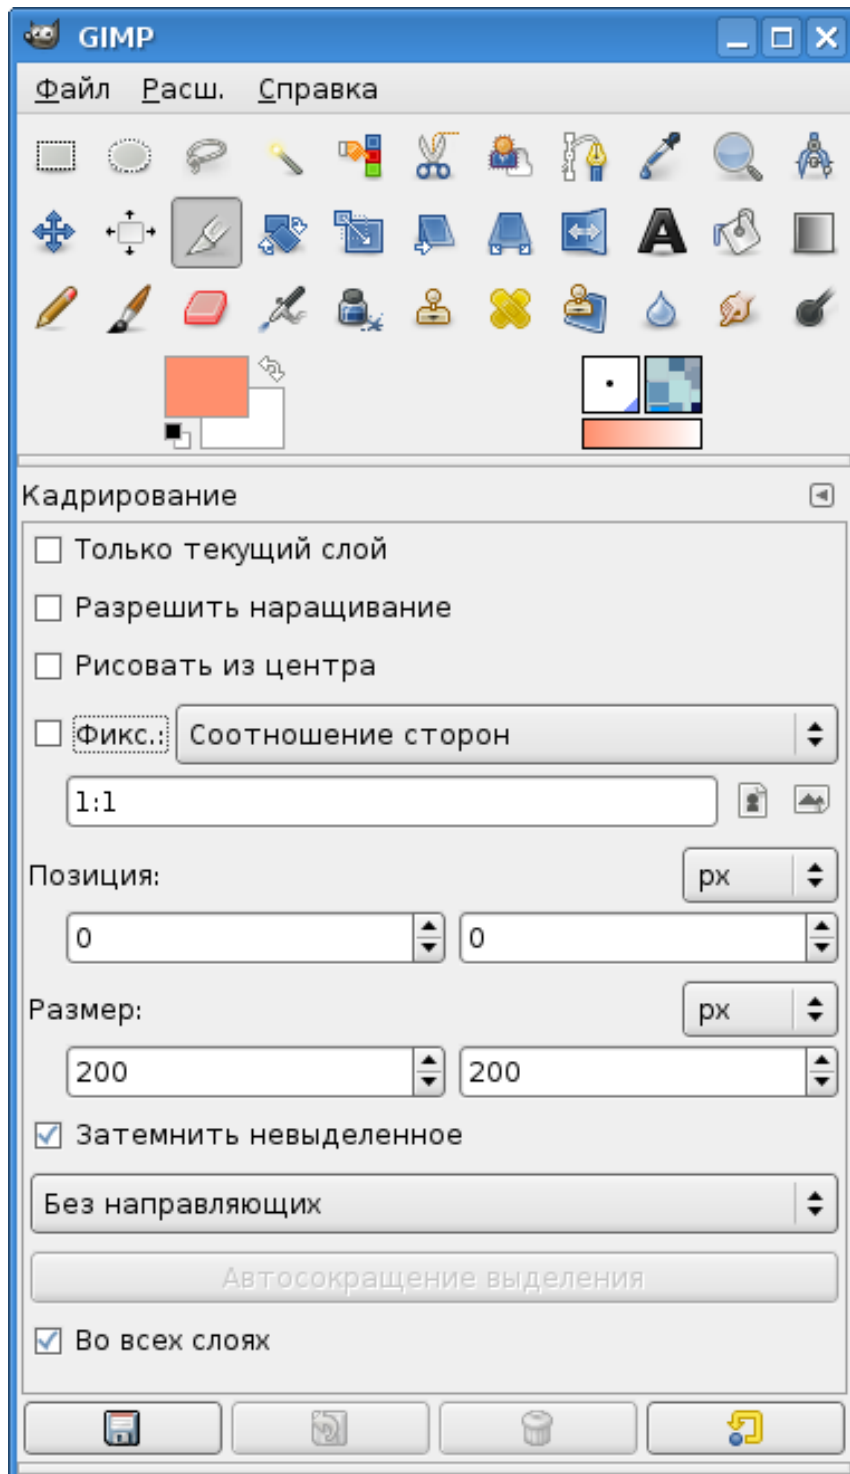 GIMP
Файл Расш. Справка
Кадрирование
Только текущий слой
Разрешить наращивание
Рисовать из центра
Фикс.: Соотношение сторон
1:1
Позиция: px
0 0
Размер: px
200 200
Затемнить невыделенное
Без направляющих
Автосокращение выделения
Во всех слоях